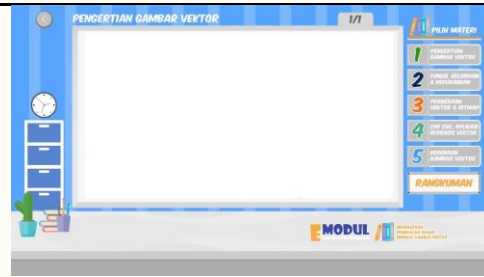 PENGERTIAN GAMBAR VEKTOR
1/1
PILIH MATERI
1 PENGERTIAN
GAMBAR VEKTOR
2 FUNGSI, KELEBIHAN
& KEKURANGAN
3 PERBEDAAN
VEKTOR & BITMAP
4 CIRI CIRI, APLIKASI
BERBASIS VEKTOR
5 KEGUNAAN
GAMBAR VEKTOR
RANGKUMAN
EMODUL